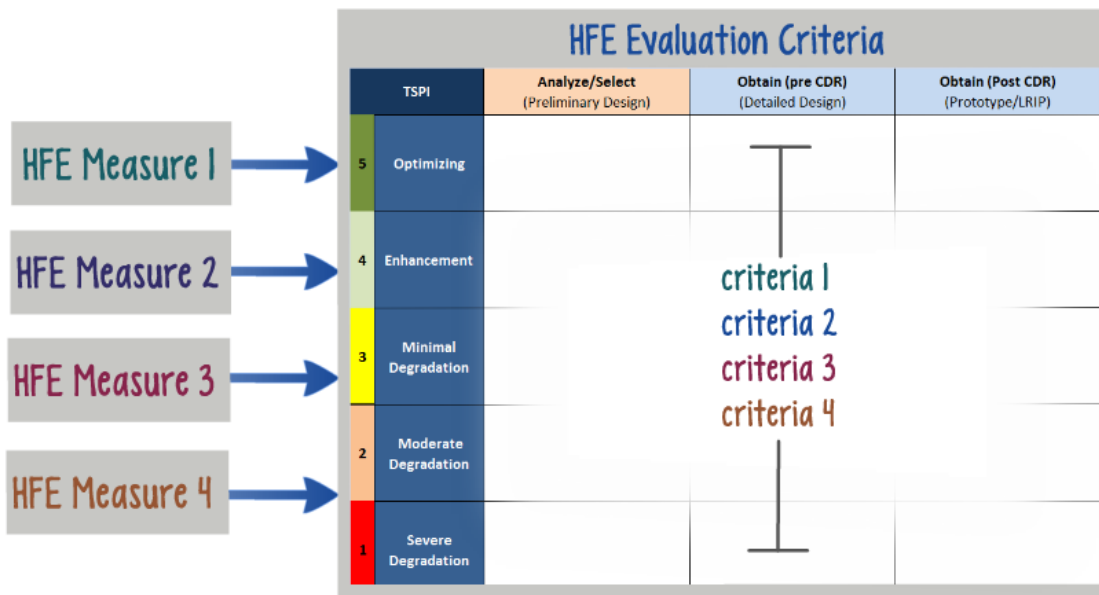 HFE Evaluation Criteria
TSPI
Analyze/Select
(Preliminary Design)
Obtain (pre CDR)
(Detailed Design)
Obtain (Post CDR)
(Prototype/LRIP)
HFE Measure 1
HFE Measure 2
HFE Measure 3
HFE Measure 4
5
Optimizing
4
Enhancement
3
Minimal
Degradation
2
Moderate
Degradation
1
Severe
Degradation
criteria 1
criteria 2
criteria 3
criteria 4